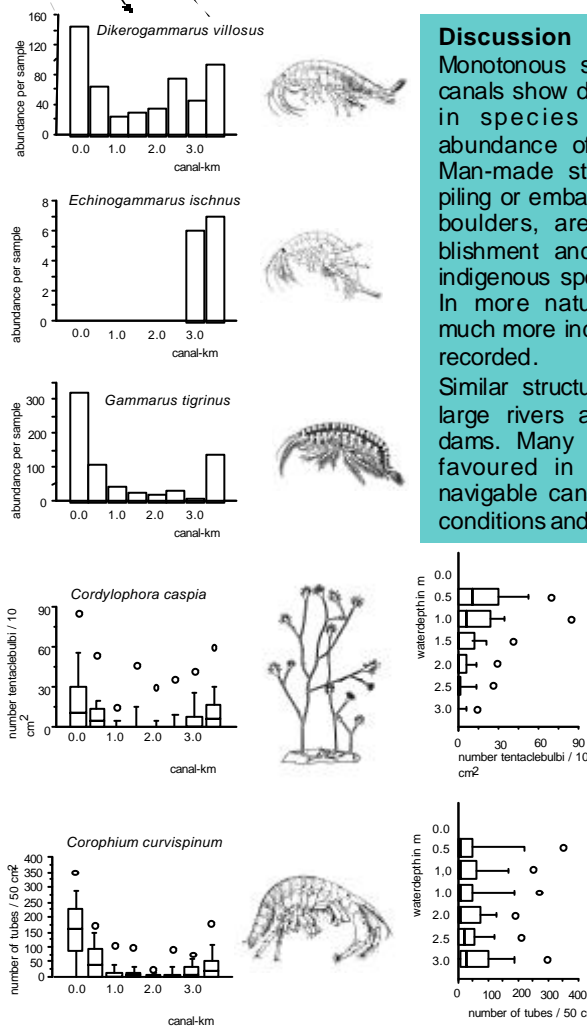 160
120
80
40
0
abundance per sample
Dikerogammarus villosus
0.0 1.0 2.0 3.0
canal-km
8
6
4
2
0
abundance per sample
Echinogammarus ischnus
0.0 1.0 2.0 3.0
canal-km
300
200
100
0
abundance per sample
Gammarus tigrinus
0.0 1.0 2.0 3.0
canal-km
Discussion
Monotonous
canals show
in species
abundance of
Man-made
piling or
boulders, are
blishment and
indigenous
In more
much more
recorded.
Similar
large rivers
dams. Many
favoured in
navigable
conditions and
90
60
30
0
number tentaclebulbi / 10
cm2
Cordylophora caspia
0.0 1.0 2.0 3.0
canal-km
waterdepth in m
0.0
0.5
1.0
1.5
2.0
2.5
3.0
0 30 60 90
number tentaclebulbi / 10
cm2
400
350
300
250
200
150
100
50
0
number of tubes / 50 cm2
Corophium curvispinum
0.0 1.0 2.0 3.0
canal-km
waterdepth in m
0.0
0.5
1.0
1.0
2.0
2.5
3.0
0 100 200 300 400
number of tubes / 50